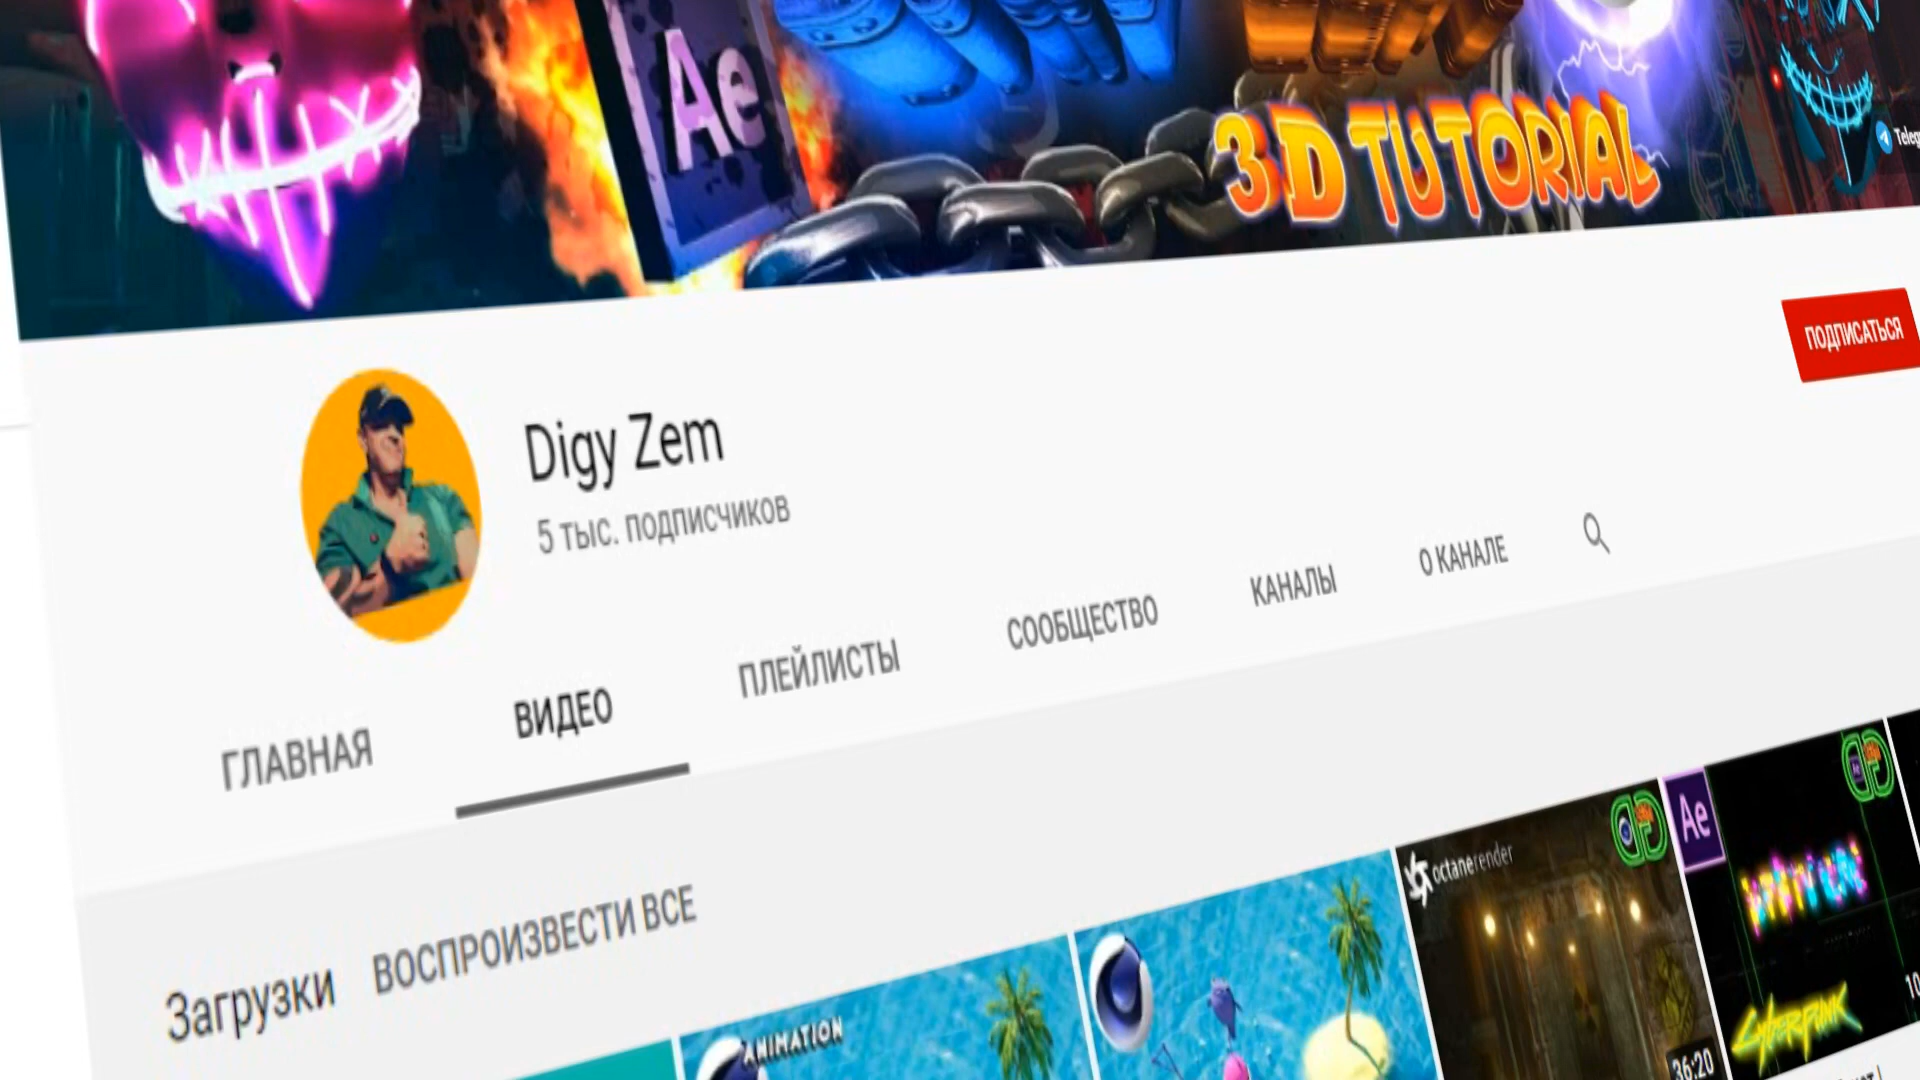 Ae
3D TUTORIAL
ПОДПИСАТЬСЯ
Digy Zem
5 тыс. подписчиков
ГЛАВНАЯ
ВИДЕО
ПЛЕЙЛИСТЫ
СООБЩЕСТВО
КАНАЛЫ
О КАНАЛЕ
Загрузки
ВОСПРОИЗВЕСТИ ВСЕ
ANIMATION
octanerender
36:20
Ae
CYBERPUNK